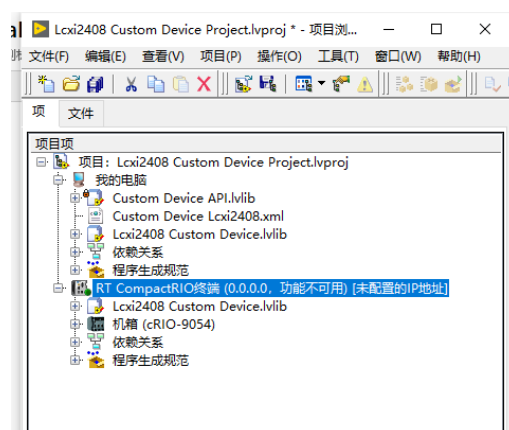 Lcxi2408 Custom Device Project.lvproj * - 项目浏...
文件(F) 编辑(E) 查看(V) 项目(P) 操作(O) 工具(T) 窗口(W) 帮助(H)
项 文件
项目项
项目: Lcxi2408 Custom Device Project.lvproj
我的电脑
Custom Device API.lvlib
Custom Device Lcxi2408.xml
Lcxi2408 Custom Device.lvlib
依赖关系
程序生成规范
RT CompactRIO终端 (0.0.0.0, 功能不可用) [未配置的IP地址]
Lcxi2408 Custom Device.lvlib
机箱 (cRIO-9054)
依赖关系
程序生成规范